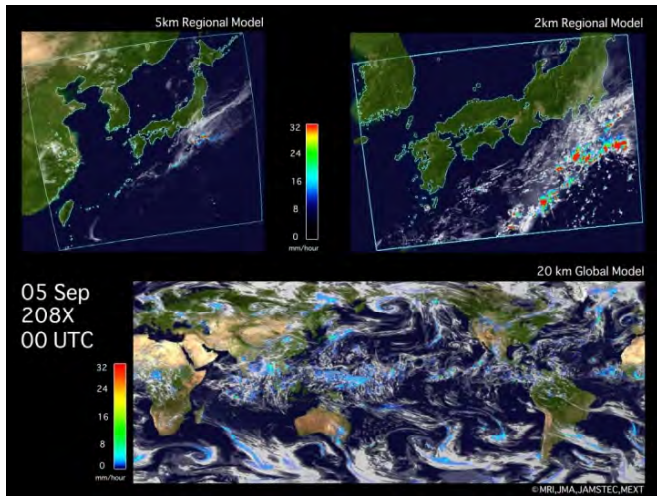 5km Regional Model
2km Regional Model
32
24
16
8
0
mm/hour
20 km Global Model
05 Sep
208X
00 UTC
32
24
16
8
0
mm/hour
©MRI,JMA,JAMSTEC,MEXT